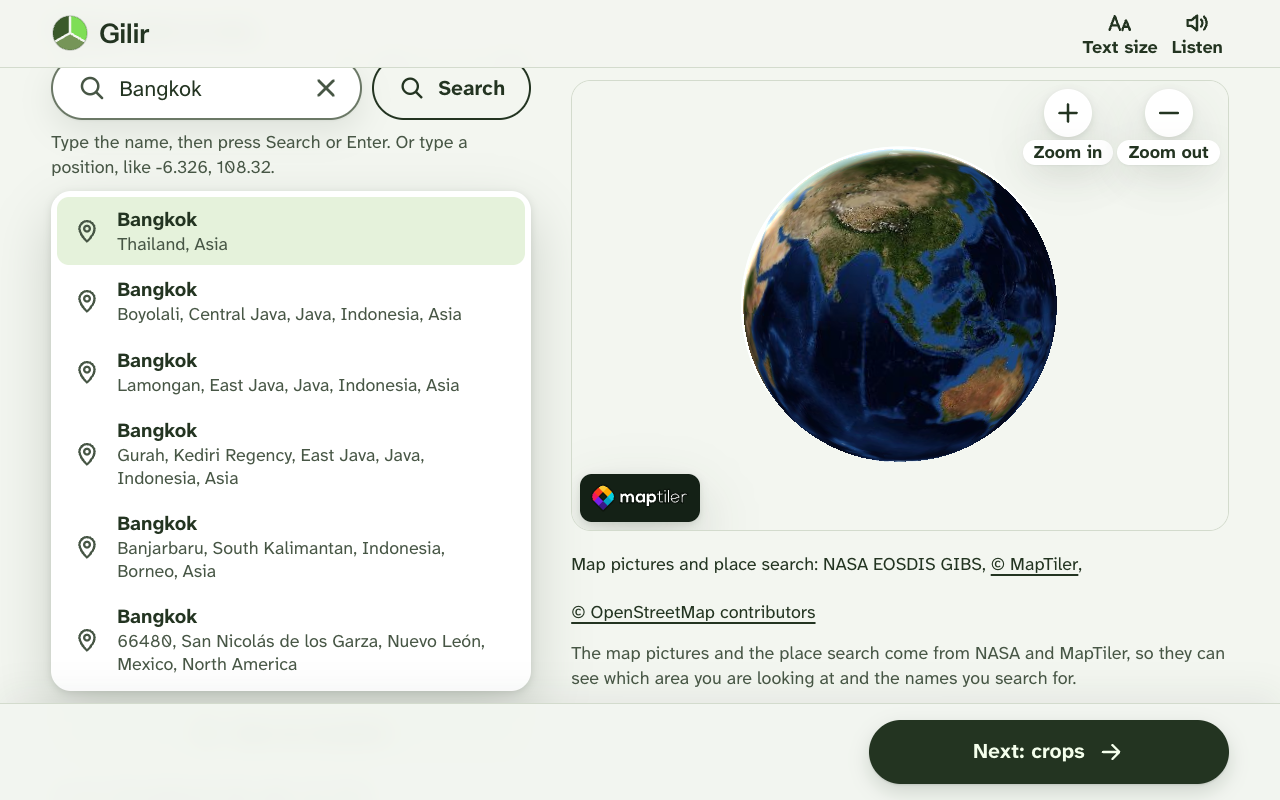 Gilir
Text size
Listen
Bangkok
Search
Type the name, then press Search or Enter. Or type a
position, like -6.326, 108.32.
Bangkok
Thailand, Asia
Bangkok
Boyolali, Central Java, Java, Indonesia, Asia
Bangkok
Lamongan, East Java, Java, Indonesia, Asia
Bangkok
Gurah, Kediri Regency, East Java, Java,
Indonesia, Asia
Bangkok
Banjarbaru, South Kalimantan, Indonesia,
Borneo, Asia
Bangkok
66480, San Nicolás de los Garza, Nuevo León,
Mexico, North America
Zoom in
Zoom out
maptiler
Map pictures and place search: NASA EOSDIS GIBS, © MapTiler,
© OpenStreetMap contributors
The map pictures and the place search come from NASA and MapTiler, so they can
see which area you are looking at and the names you search for.
Next: crops